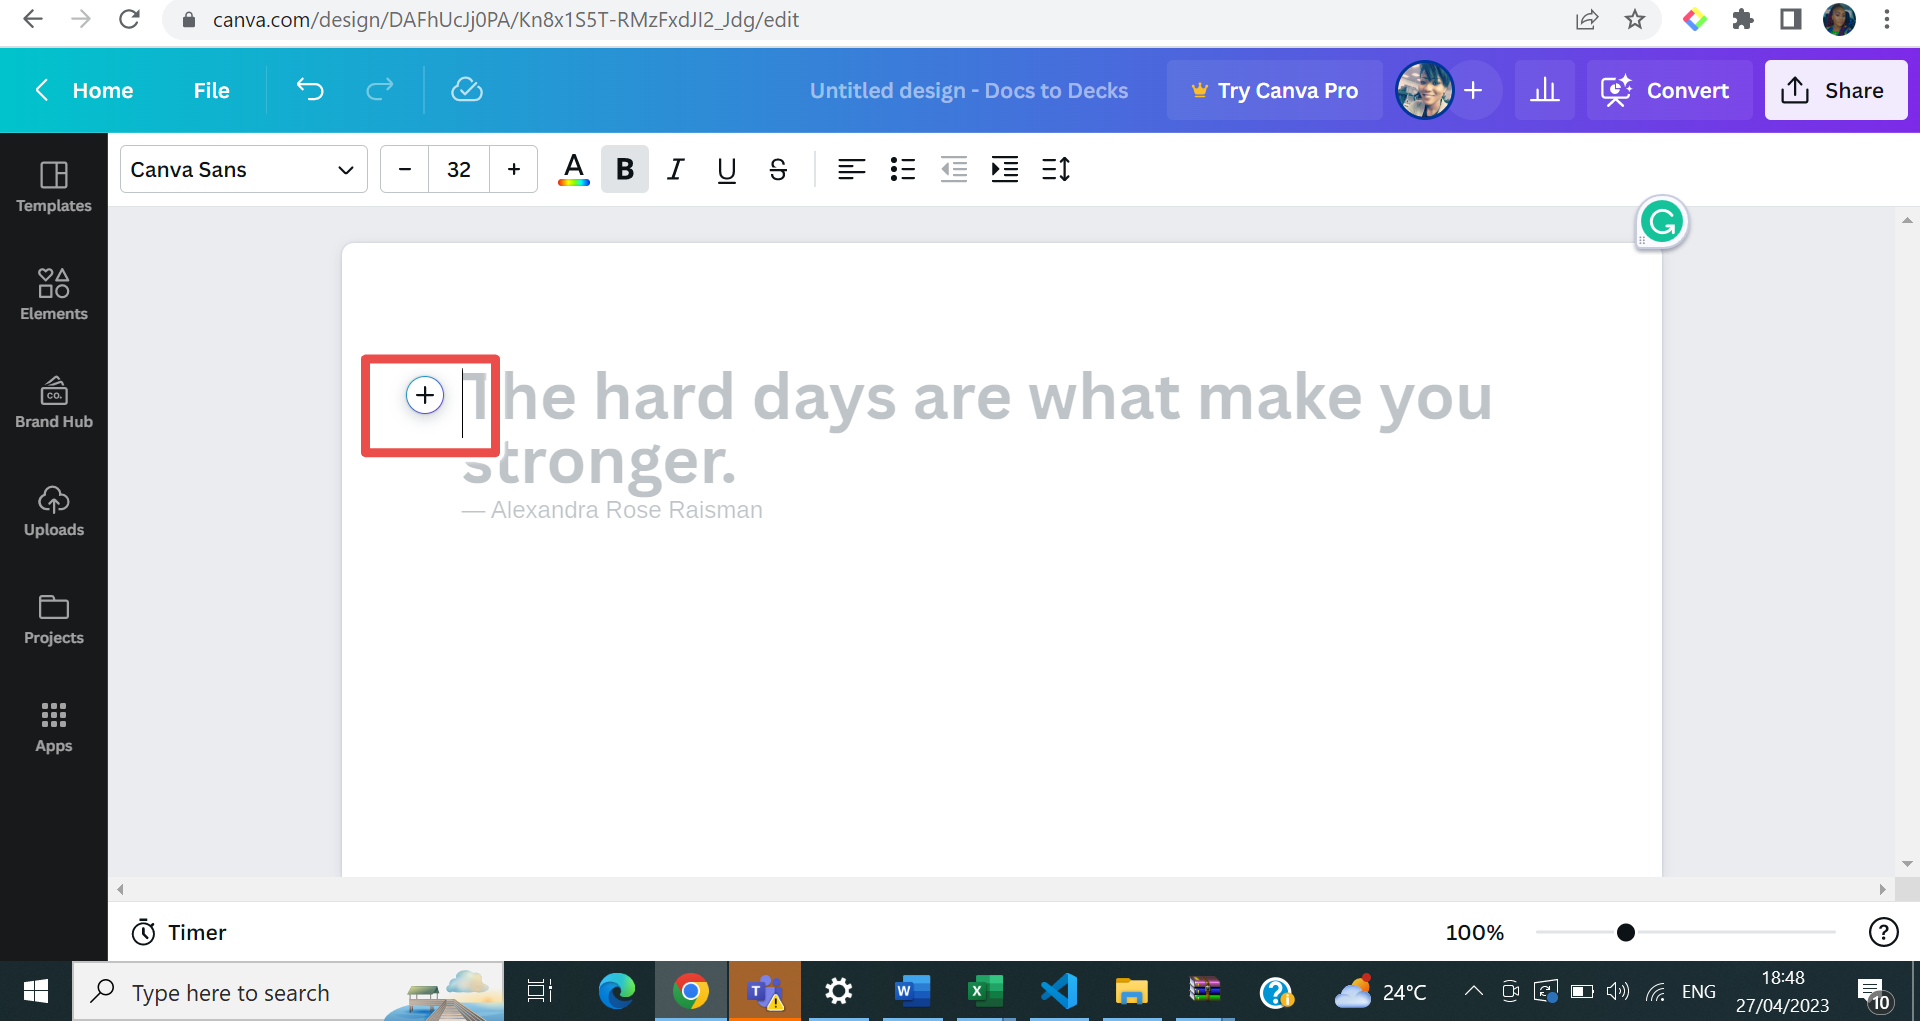 canva.com/design/DAFhUcJj0PA/Kn8x1S5T-RMzFxdJI2_Jdg/edit
Home File Untitled design - Docs to Decks Try Canva Pro Convert Share
Canva Sans 32 A B I U S
Templates
Elements
CO.
Brand Hub
Uploads
Projects
Apps
The hard days are what make you
stronger.
— Alexandra Rose Raisman
Timer 100% ?
Type here to search 24°C ENG 18:48
27/04/2023
10